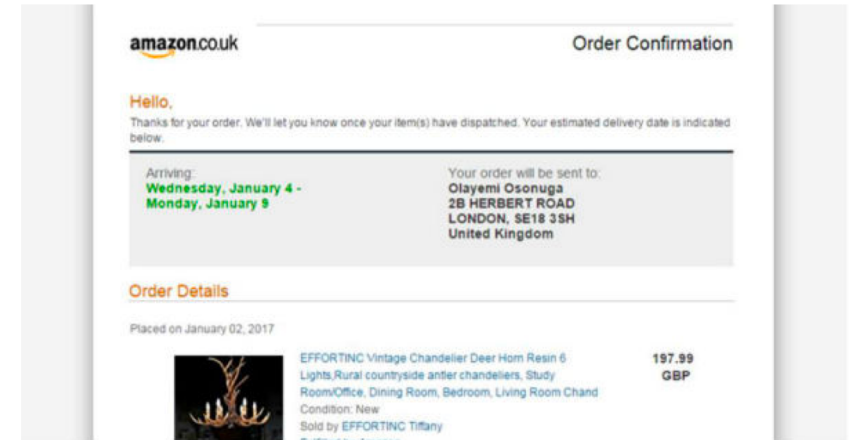 amazon.co.uk
Order Confirmation
Hello,
Thanks for your order. We'll let you know once your item(s) have dispatched. Your estimated delivery date is indicated
below.
Arriving:
Wednesday, January 4 -
Monday, January 9
Your order will be sent to:
Olayemi Osonuga
2B HERBERT ROAD
LONDON, SE18 3SH
United Kingdom
Order Details
Placed on January 02, 2017
EFFORTINC Vintage Chandelier Deer Horn Resin 6
Lights,Rural countryside antler chandeliers, Study
Room/Office, Dining Room, Bedroom, Living Room Chand
Condition: New
Sold by EFFORTINC Tiffany
197.99
GBP